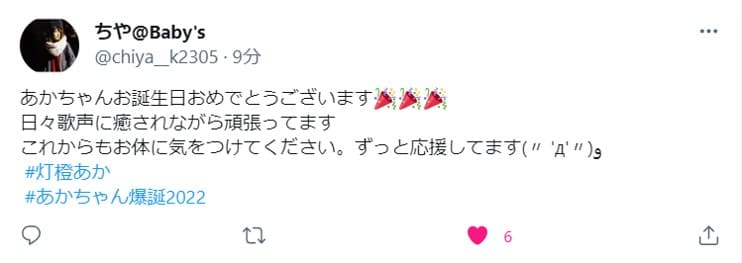 ちや@Baby's
@chiya__k2305・9分
あかちゃんお誕生日おめでとうございます🎉🎉🎉
日々歌声に癒されながら頑張ってます
これからもお体に気をつけてください。ずっと応援してます(〃 'д'〃)و
#灯橙あか
#あかちゃん爆誕2022
6